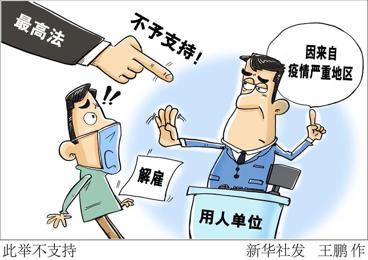 最高法
不予支持！
因来自
疫情严重地区
!!
解雇
用人单位
此举不支持
新华社发 王鹏 作